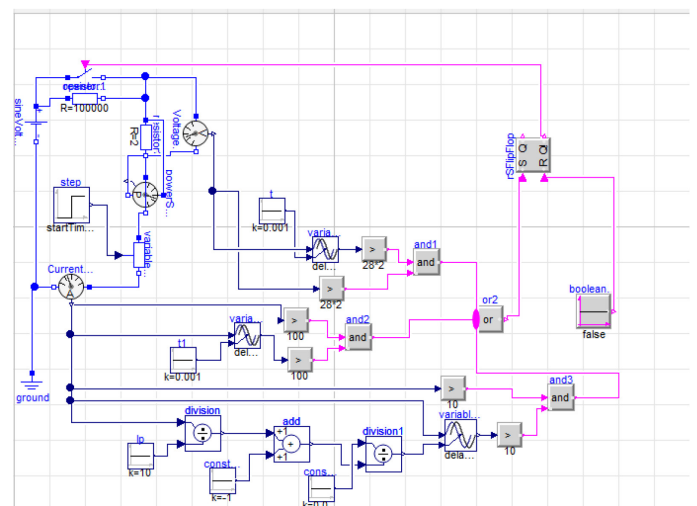 R=100000
sineVolt...
R=2
resistor
Voltage...
powerS...
step
startTim...
variable
t
k=0.001
varia...
del...
>
28*2
and1
and
>
28*2
Current...
A
rSFlipFlop
S Q
R Q!
boolean...
false
or2
or
t1
k=0.001
varia...
del...
>
100
and2
and
>
100
ground
>
10
and3
and
Ip
k=10
division
add
+1
+
+1
const...
k=-1
division1
cons...
k=0.0...
variabl...
dela...
>
10